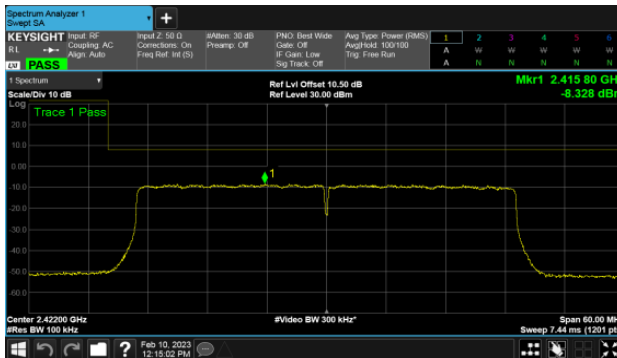 Spectrum Analyzer 1
Swept SA
+
KEYSIGHT
RL
LXI PASS
Input: RF
Coupling: AC
Align: Auto
Input Z: 50 Ω
Corrections: On
Freq Ref: Int (S)
#Atten: 30 dB
Preamp: Off
PNO: Best Wide
Gate: Off
IF Gain: Low
Sig Track: Off
Avg Type: Power (RMS)
Avg|Hold: 100/100
Trig: Free Run
1 2 3 4 5 6
A W W W W W
A N N N N N
1 Spectrum
Scale/Div 10 dB
Ref Lvl Offset 10.50 dB
Ref Level 30.00 dBm
Mkr1 2.415 80 GH
-8.328 dBr
Log
Trace 1 Pass
20.0
10.0
0.00
-10.0
-20.0
-30.0
-40.0
-50.0
-60.0
1
Center 2.42200 GHz
#Res BW 100 kHz
#Video BW 300 kHz*
Span 60.00 MH
Sweep 7.44 ms (1201 pt
?
Feb 10, 2023
12:15:02 PM